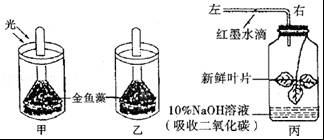 光
左 右
红墨水滴
金鱼藻
新鲜叶片
10%NaOH溶液
(吸收二氧化碳)
甲 乙 丙